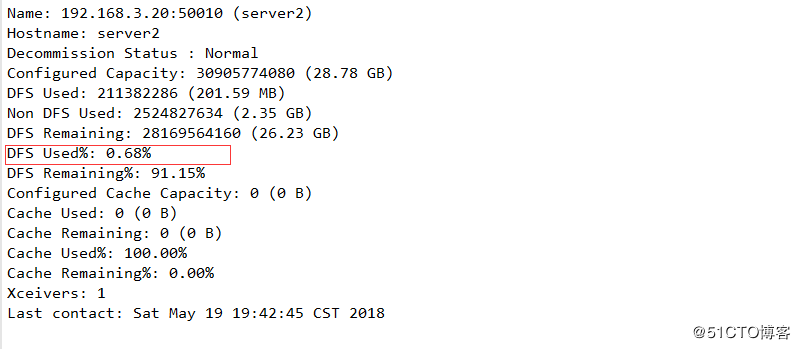 Name: 192.168.3.20:50010 (server2)
Hostname: server2
Decommission Status : Normal
Configured Capacity: 30905774080 (28.78 GB)
DFS Used: 211382286 (201.59 MB)
Non DFS Used: 2524827634 (2.35 GB)
DFS Remaining: 28169564160 (26.23 GB)
DFS Used%: 0.68%
DFS Remaining%: 91.15%
Configured Cache Capacity: 0 (0 B)
Cache Used: 0 (0 B)
Cache Remaining: 0 (0 B)
Cache Used%: 100.00%
Cache Remaining%: 0.00%
Xceivers: 1
Last contact: Sat May 19 19:42:45 CST 2018
@51CTO博客